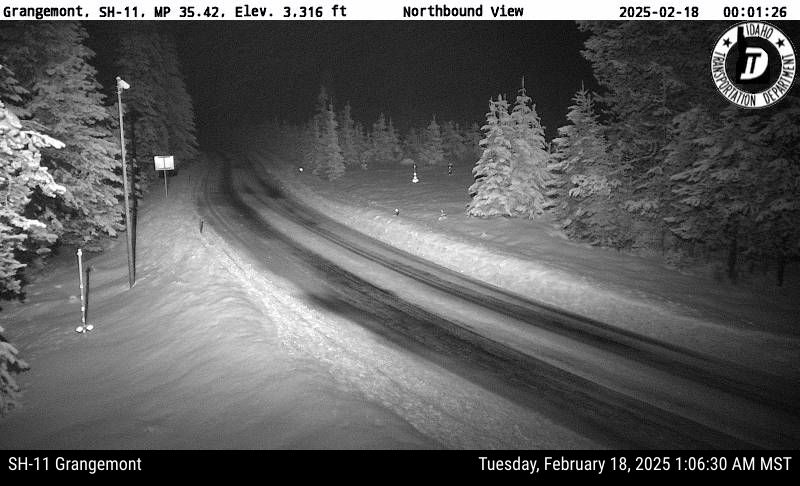 Grangemont, SH-11, MP 35.42, Elev. 3,316 ft Northbound View 2025-02-18 00:01:26
IDAHO
TRANSPORTATION DEPARTMENT
SH-11 Grangemont Tuesday, February 18, 2025 1:06:30 AM MST